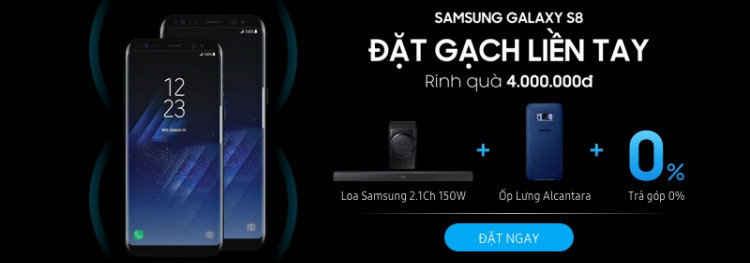 SAMSUNG GALAXY S8
ĐẶT GẠCH LIỀN TAY
Rinh quà 4.000.000đ
12
23
+
+
0%
Loa Samsung 2.1Ch 150W
Ốp Lưng Alcantara
Trả góp 0%
ĐẶT NGAY